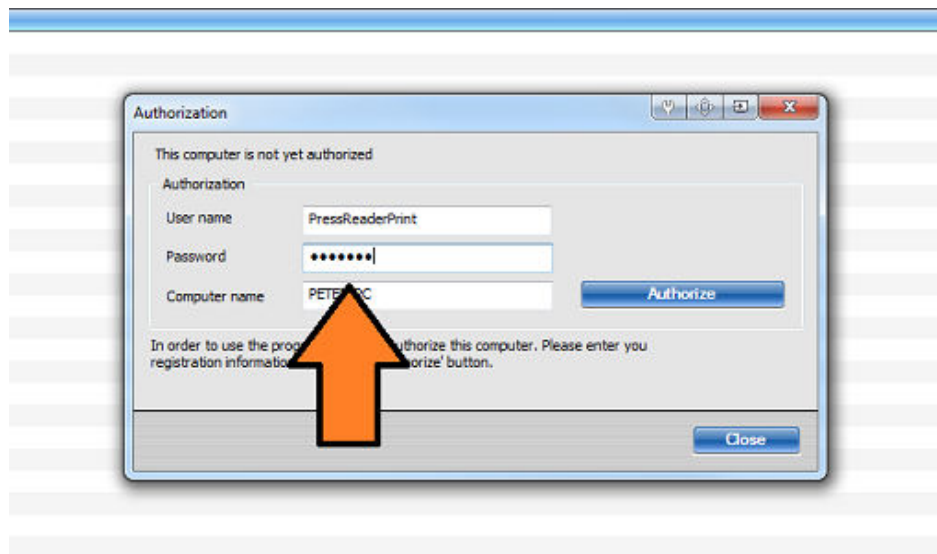 Authorization
This computer is not yet authorized
Authorization
User name PressReaderPrint
Password •••••••
Computer name Authorize
In order to use the authorize this computer. Please enter you
registration button.
Close